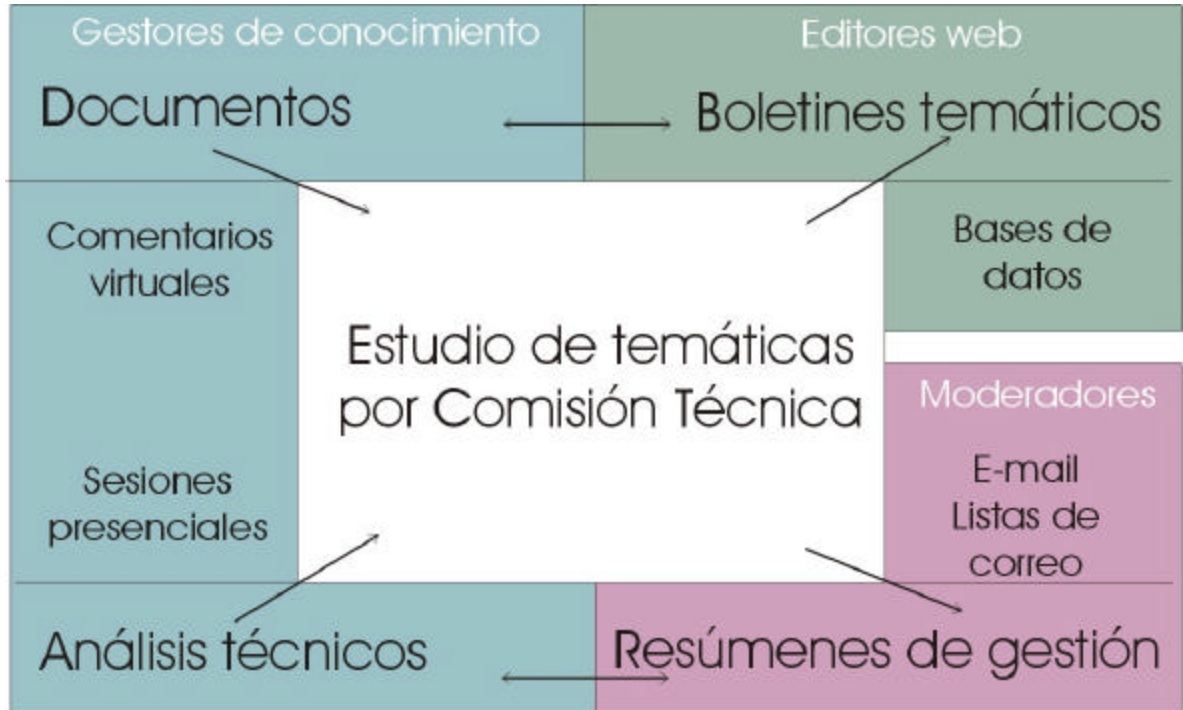 Gestores de conocimiento
Editores web
Documentos
Boletines temáticos
Comentarios
virtuales
Bases de
datos
Estudio de temáticas
por Comisión Técnica
Moderadores
Sesiones
presenciales
E-mail
Listas de
correo
Análisis técnicos
Resúmenes de gestión